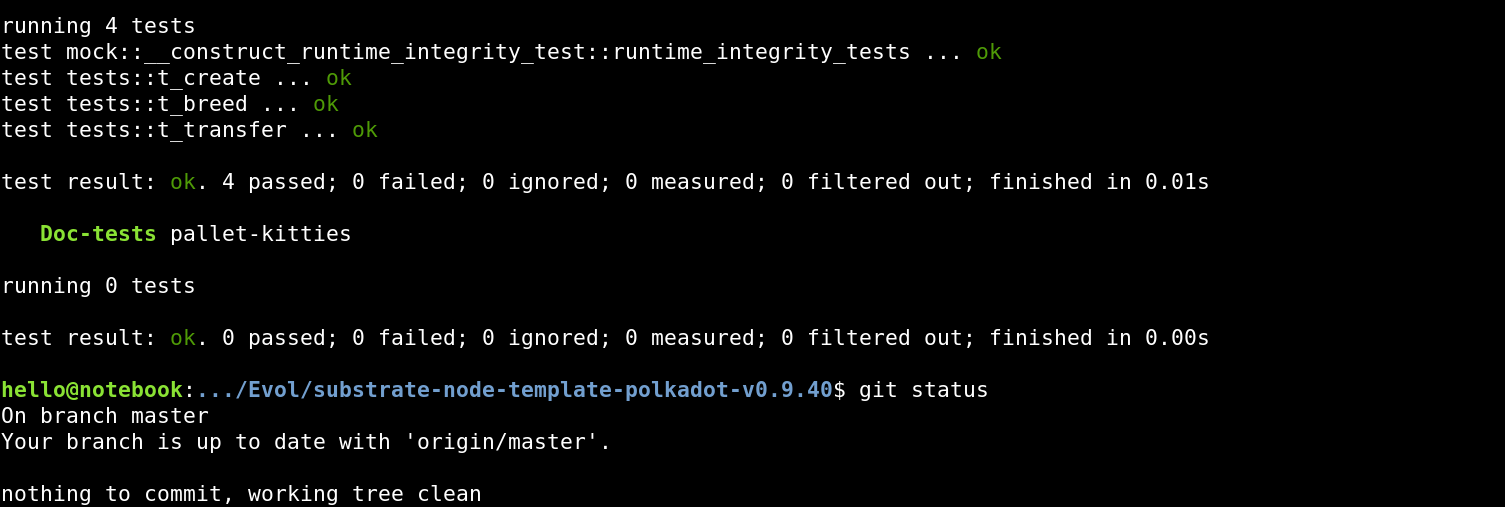 running 4 tests
test mock::__construct_runtime_integrity_test::runtime_integrity_tests ... ok
test tests::t_create ... ok
test tests::t_breed ... ok
test tests::t_transfer ... ok
test result: ok. 4 passed; 0 failed; 0 ignored; 0 measured; 0 filtered out; finished in 0.01s
Doc-tests pallet-kitties
running 0 tests
test result: ok. 0 passed; 0 failed; 0 ignored; 0 measured; 0 filtered out; finished in 0.00s
hello@notebook:.../Evol/substrate-node-template-polkadot-v0.9.40$ git status
On branch master
Your branch is up to date with 'origin/master'.
nothing to commit, working tree clean